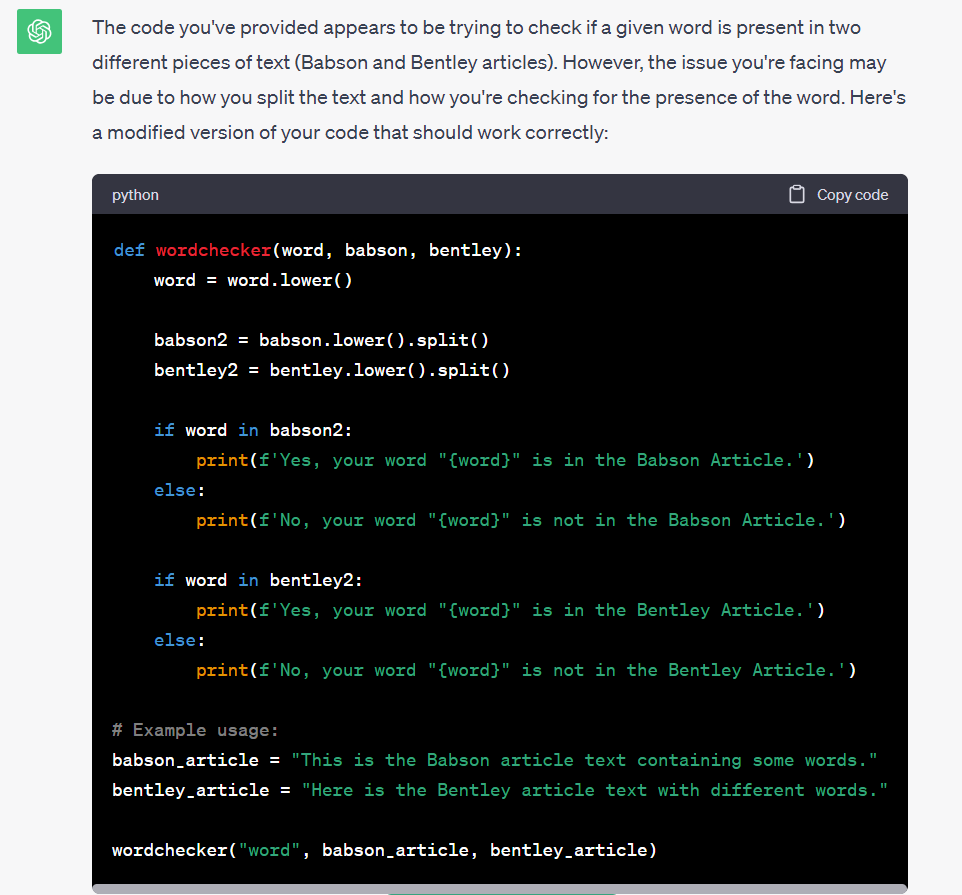 The code you've provided appears to be trying to check if a given word is present in two
different pieces of text (Babson and Bentley articles). However, the issue you're facing may
be due to how you split the text and how you're checking for the presence of the word. Here's
a modified version of your code that should work correctly:
python Copy code
def wordchecker(word, babson, bentley):
    word = word.lower()
    babson2 = babson.lower().split()
    bentley2 = bentley.lower().split()
    if word in babson2:
        print(f'Yes, your word "{word}" is in the Babson Article.')
    else:
        print(f'No, your word "{word}" is not in the Babson Article.')
    if word in bentley2:
        print(f'Yes, your word "{word}" is in the Bentley Article.')
    else:
        print(f'No, your word "{word}" is not in the Bentley Article.')
# Example usage:
babson_article = "This is the Babson article text containing some words."
bentley_article = "Here is the Bentley article text with different words."
wordchecker("word", babson_article, bentley_article)